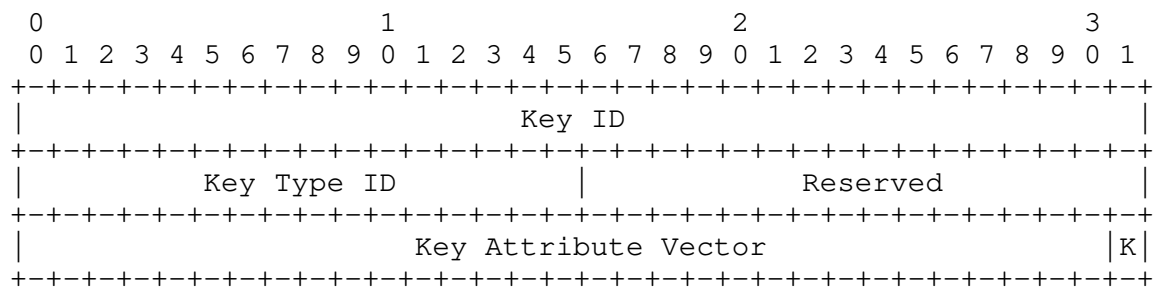 0                   1                   2                   3
 0 1 2 3 4 5 6 7 8 9 0 1 2 3 4 5 6 7 8 9 0 1 2 3 4 5 6 7 8 9 0 1
+-+-+-+-+-+-+-+-+-+-+-+-+-+-+-+-+-+-+-+-+-+-+-+-+-+-+-+-+-+-+-+-+
|                            Key ID                             |
+-+-+-+-+-+-+-+-+-+-+-+-+-+-+-+-+-+-+-+-+-+-+-+-+-+-+-+-+-+-+-+-+
|          Key Type ID          |            Reserved           |
+-+-+-+-+-+-+-+-+-+-+-+-+-+-+-+-+-+-+-+-+-+-+-+-+-+-+-+-+-+-+-+-+
|                      Key Attribute Vector                   |K|
+-+-+-+-+-+-+-+-+-+-+-+-+-+-+-+-+-+-+-+-+-+-+-+-+-+-+-+-+-+-+-+-+